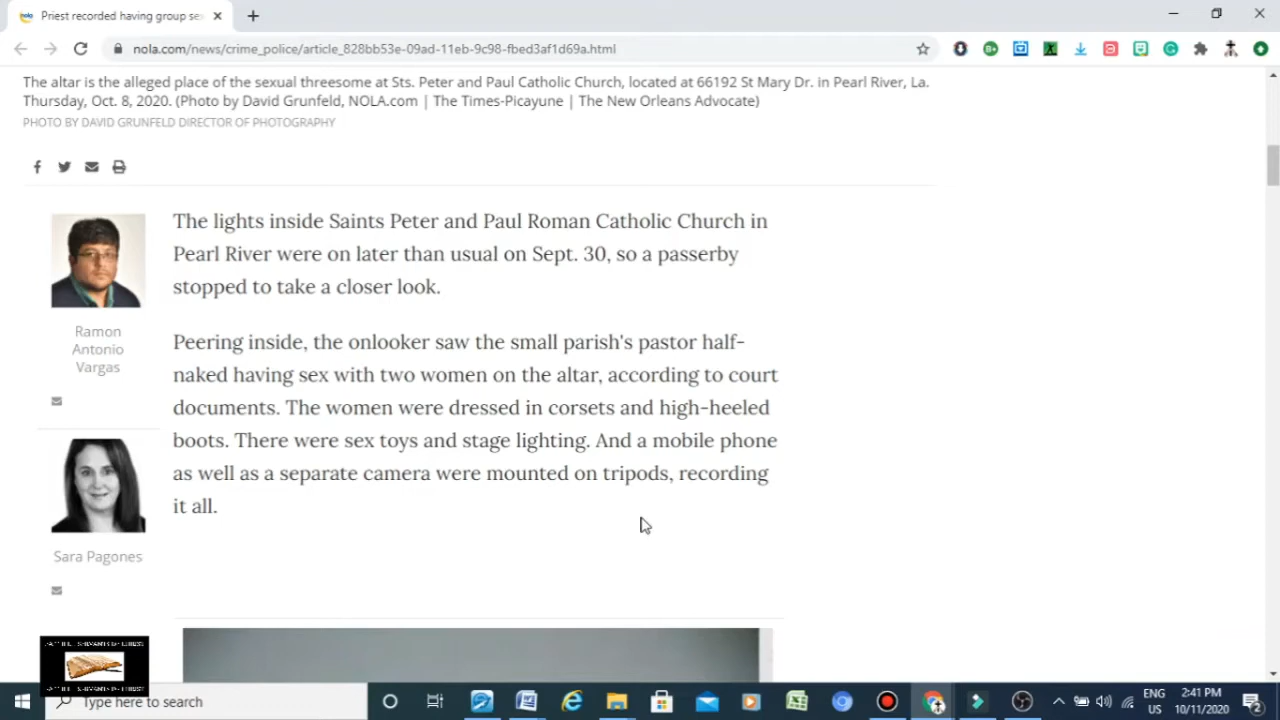 Priest recorded having group se
nola.com/news/crime_police/article_828bb53e-09ad-11eb-9c98-fbed3af1d69a.html
The altar is the alleged place of the sexual threesome at Sts. Peter and Paul Catholic Church, located at 66192 St Mary Dr. in Pearl River, La.
Thursday, Oct. 8, 2020. (Photo by David Grunfeld, NOLA.com | The Times-Picayune | The New Orleans Advocate)
PHOTO BY DAVID GRUNFELD DIRECTOR OF PHOTOGRAPHY
The lights inside Saints Peter and Paul Roman Catholic Church in
Pearl River were on later than usual on Sept. 30, so a passerby
stopped to take a closer look.
Ramon
Antonio
Vargas
Peering inside, the onlooker saw the small parish's pastor half-
naked having sex with two women on the altar, according to court
documents. The women were dressed in corsets and high-heeled
boots. There were sex toys and stage lighting. And a mobile phone
as well as a separate camera were mounted on tripods, recording
it all.
Sara Pagones
Type here to search
ENG
US
2:41 PM
10/11/2020
2